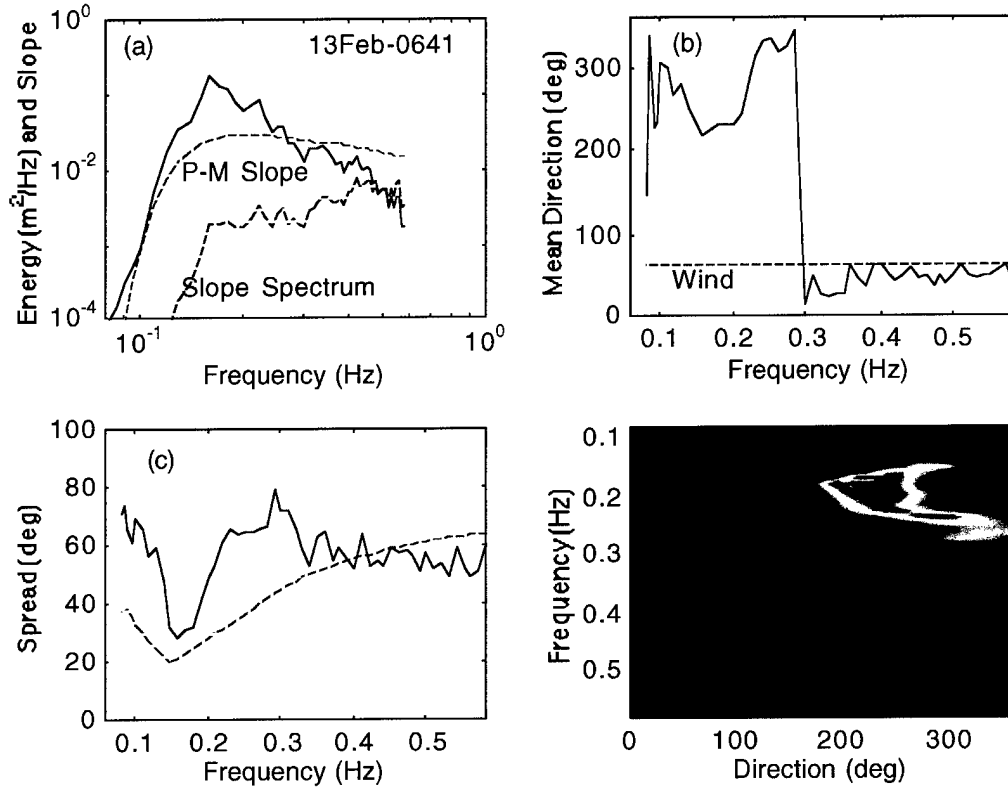 (a)
13Feb-0641
Energy (m²/Hz) and Slope
10⁰
10⁻²
10⁻⁴
P-M Slope
Slope Spectrum
10⁻¹
10⁰
Frequency (Hz)
(b)
Mean Direction (deg)
300
200
100
0
Wind
0.1
0.2
0.3
0.4
0.5
Frequency (Hz)
(c)
Spread (deg)
100
80
60
40
20
0
0.1
0.2
0.3
0.4
0.5
Frequency (Hz)
Frequency (Hz)
0.1
0.2
0.3
0.4
0.5
0
100
200
300
Direction (deg)